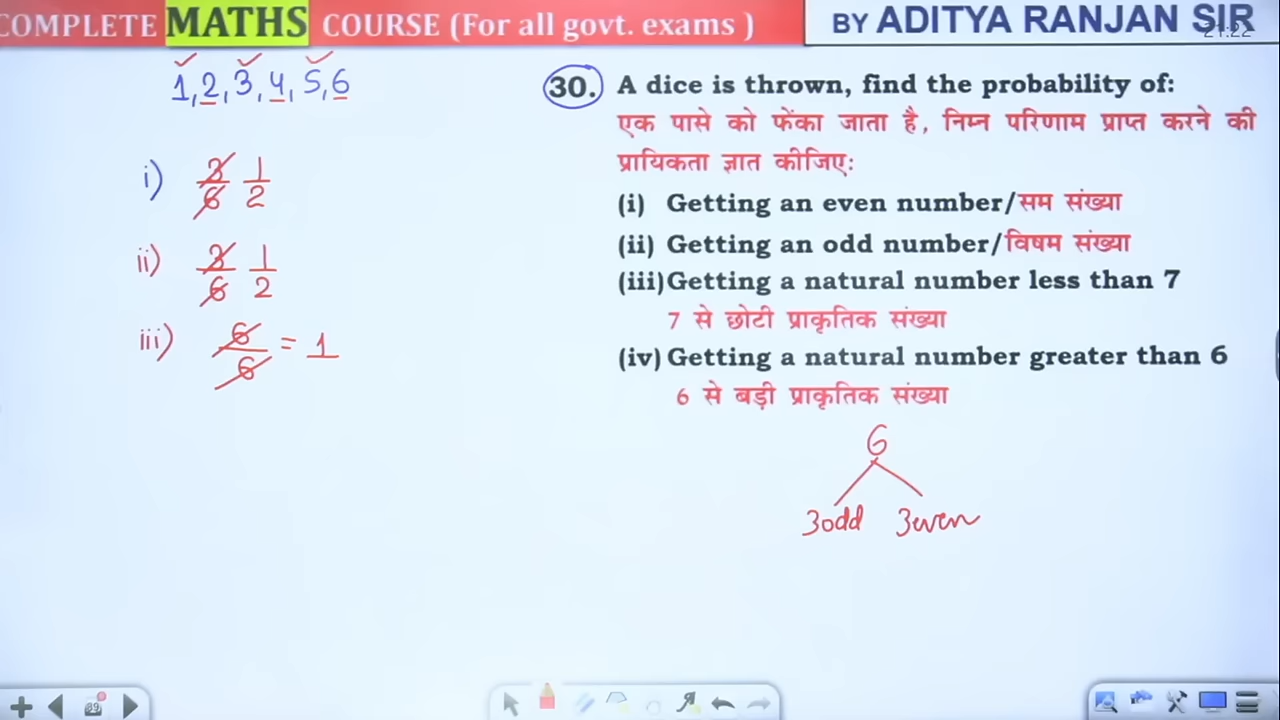 COMPLETE MATHS COURSE (For all govt. exams )
BY ADITYA RANJAN SIR
21:22
1, 2, 3, 4, 5, 6
30. A dice is thrown, find the probability of:
एक पासे को फेंका जाता है, निम्न परिणाम प्राप्त करने की
प्रायिकता ज्ञात कीजिए:
(i) Getting an even number/सम संख्या
(ii) Getting an odd number/विषम संख्या
(iii) Getting a natural number less than 7
7 से छोटी प्राकृतिक संख्या
(iv) Getting a natural number greater than 6
6 से बड़ी प्राकृतिक संख्या
i) 3/6 1/2
ii) 3/6 1/2
iii) 6/6 = 1
6
3odd 3even
89